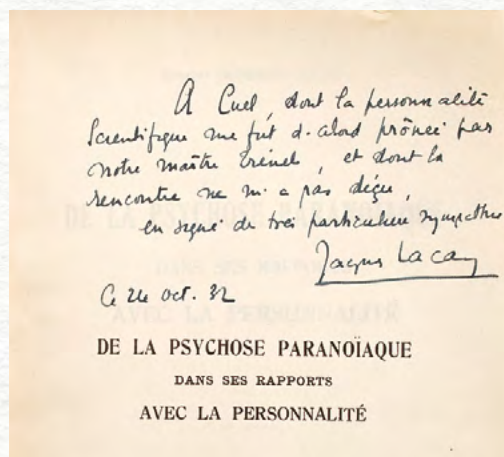 A Cuel, dont la personnalité
scientifique me fut d'abord prônée par
notre maître Trénel, et dont la
rencontre ne m'a pas déçu,
en signe de très particulière sympathie
Jacques Lacan
Ce 24 oct. 32
DE LA PSYCHOSE PARANOÏAQUE
DANS SES RAPPORTS
AVEC LA PERSONNALITÉ